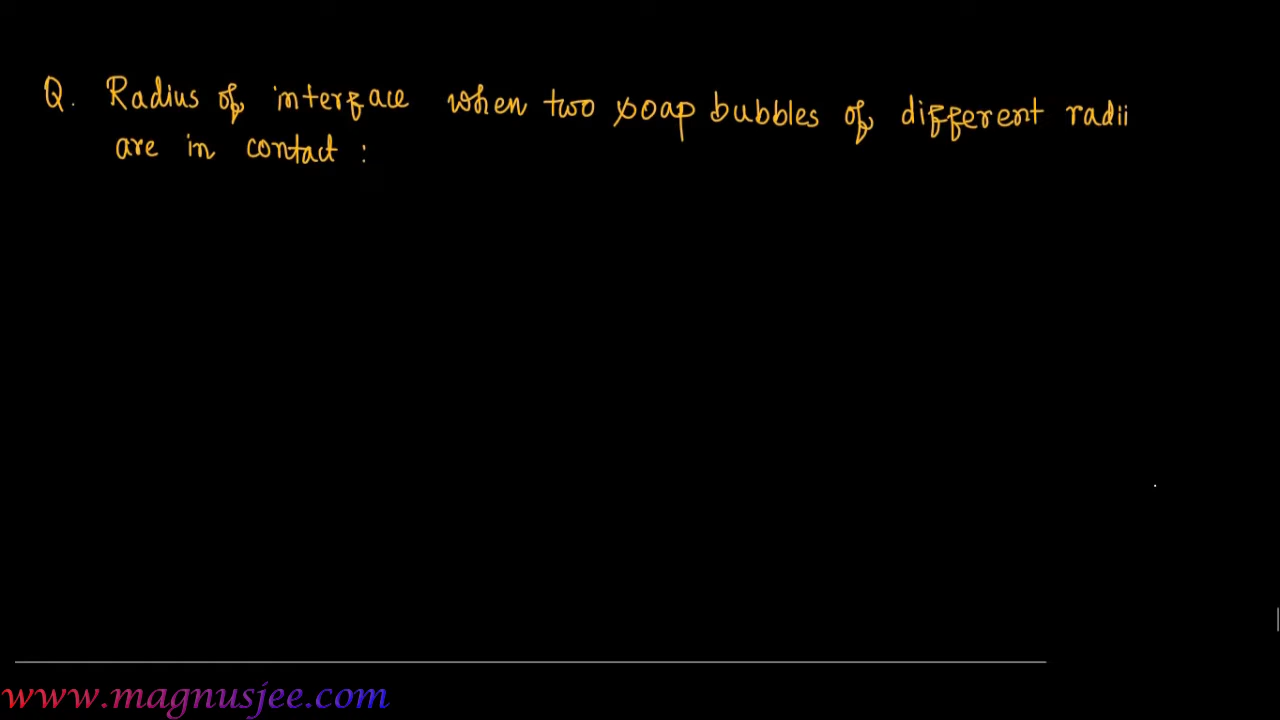 Q. Radius of interface when two soap bubbles of different radii
are in contact :
www.magnusjee.com